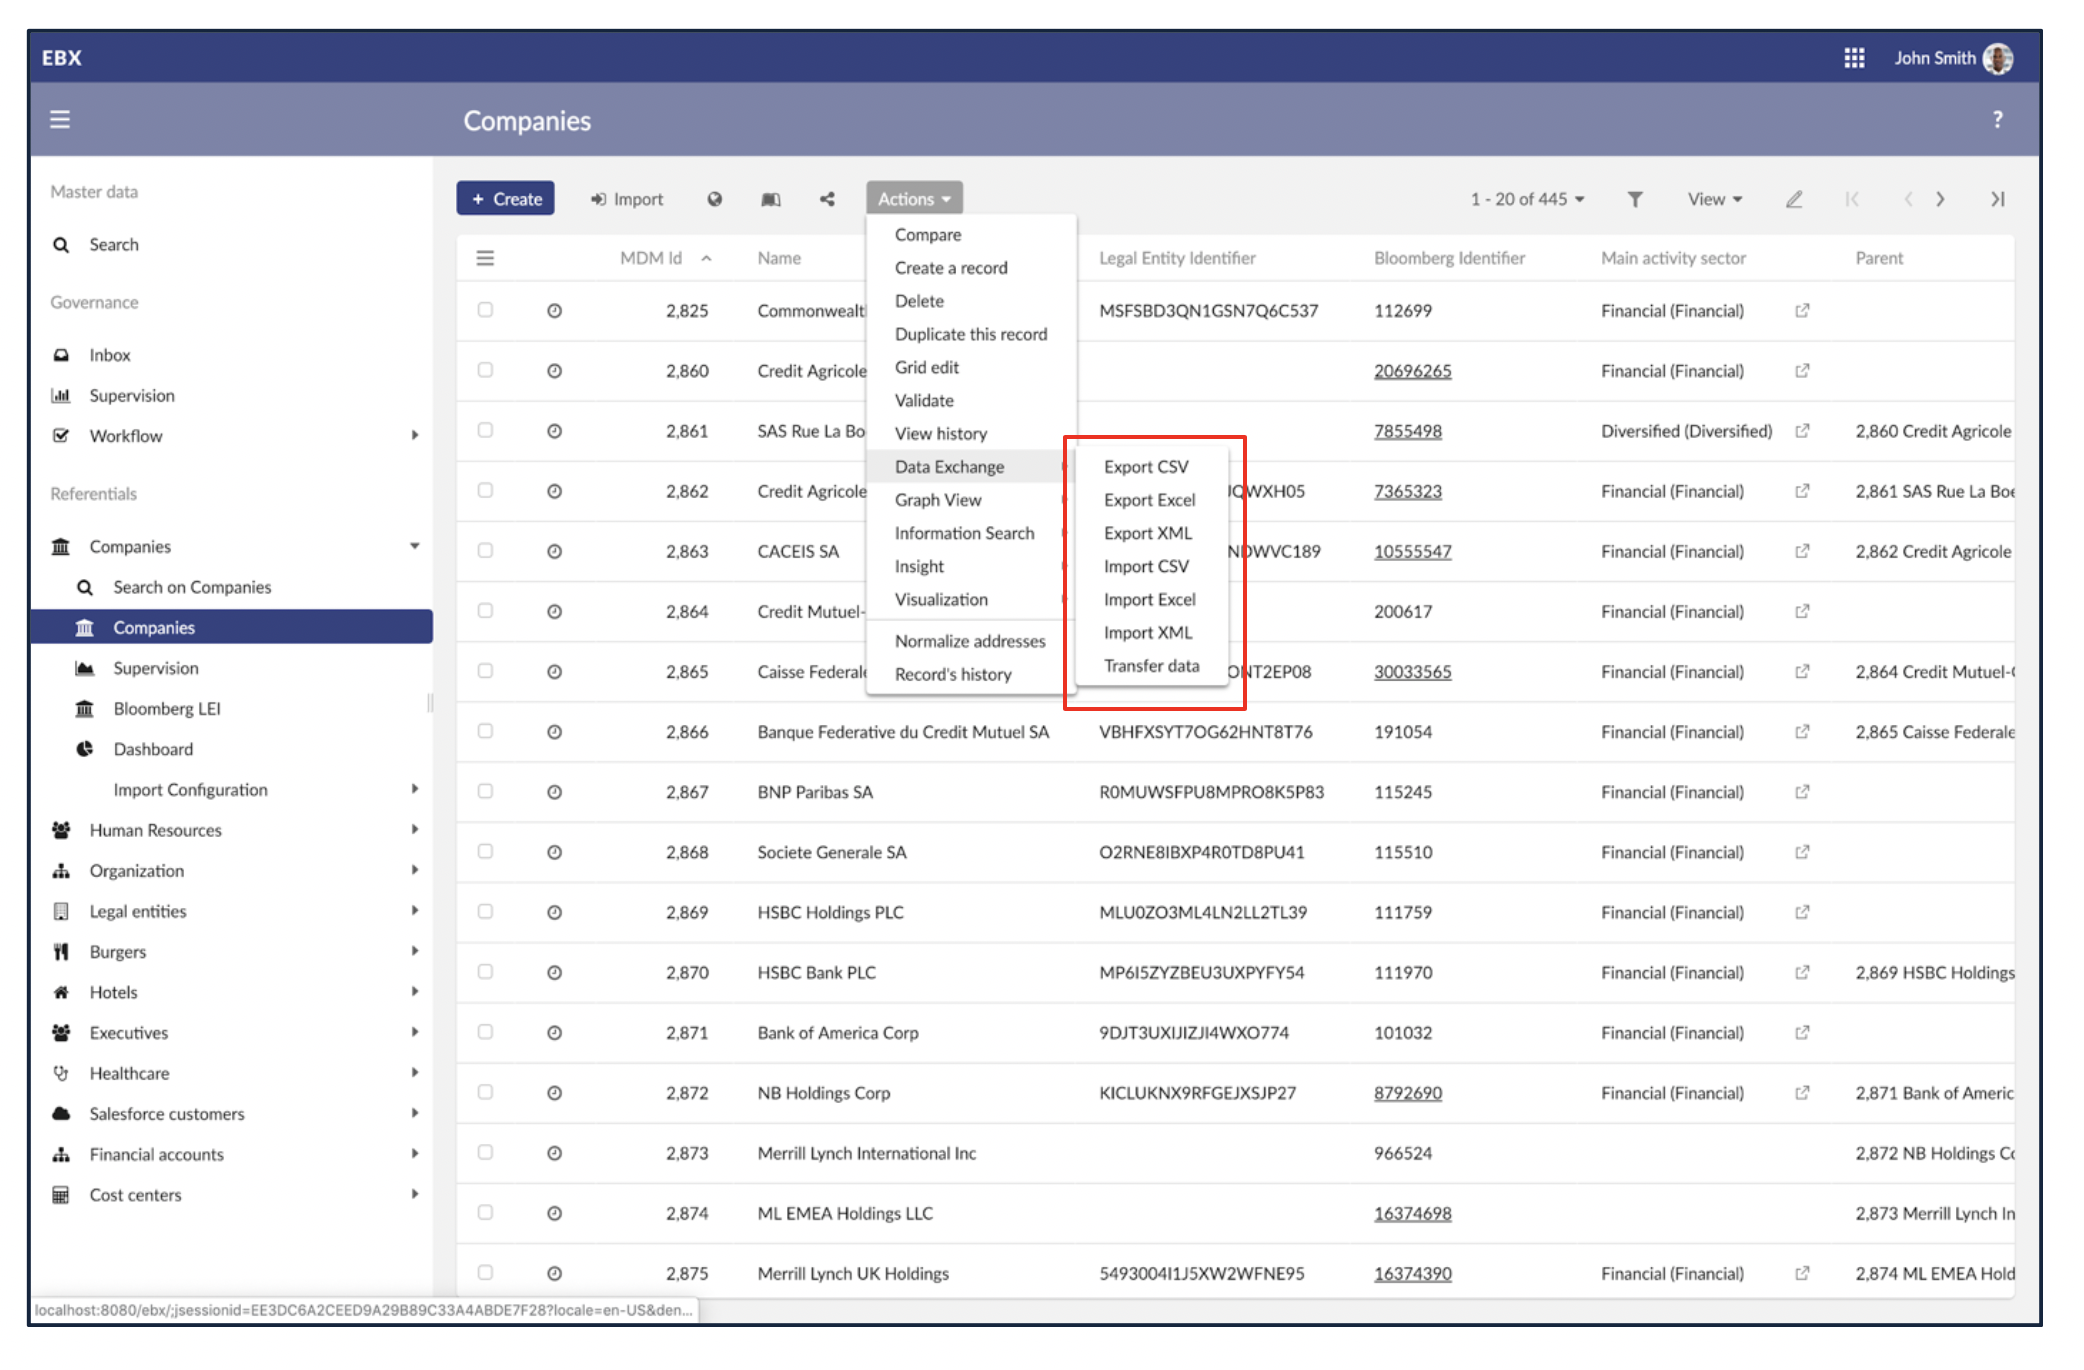 EBX
John Smith
Companies
?
Master data
Search
Governance
Inbox
Supervision
Workflow
Referentials
Companies
Search on Companies
Companies
Supervision
Bloomberg LEI
Dashboard
Import Configuration
Human Resources
Organization
Legal entities
Burgers
Hotels
Executives
Healthcare
Salesforce customers
Financial accounts
Cost centers
+ Create Import Actions 1 - 20 of 445 View
Compare
Create a record
Delete
Duplicate this record
Grid edit
Validate
View history
Data Exchange
Graph View
Information Search
Insight
Visualization
Normalize addresses
Record's history
Export CSV
Export Excel
Export XML
Import CSV
Import Excel
Import XML
Transfer data
MDM Id Name Legal Entity Identifier Bloomberg Identifier Main activity sector Parent
2,825 Commonwealt MSFSBD3QN1GSN7Q6C537 112699 Financial (Financial)
2,860 Credit Agricole 20696265 Financial (Financial)
2,861 SAS Rue La Bo 7855498 Diversified (Diversified) 2,860 Credit Agricole
2,862 Credit Agricole QWXH05 7365323 Financial (Financial) 2,861 SAS Rue La Boe
2,863 CACEIS SA NDWVC189 10555547 Financial (Financial) 2,862 Credit Agricole
2,864 Credit Mutuel- 200617 Financial (Financial)
2,865 Caisse Federale ONT2EP08 30033565 Financial (Financial) 2,864 Credit Mutuel-
2,866 Banque Federative du Credit Mutuel SA VBHFXSYT7OG62HNT8T76 191054 Financial (Financial) 2,865 Caisse Federale
2,867 BNP Paribas SA R0MUWSFPU8MPRO8K5P83 115245 Financial (Financial)
2,868 Societe Generale SA O2RNE8IBXP4R0TD8PU41 115510 Financial (Financial)
2,869 HSBC Holdings PLC MLU0ZO3ML4LN2LL2TL39 111759 Financial (Financial)
2,870 HSBC Bank PLC MP6I5ZYZBEU3UXPYFY54 111970 Financial (Financial) 2,869 HSBC Holdings
2,871 Bank of America Corp 9DJT3UXIJIZJI4WXO774 101032 Financial (Financial)
2,872 NB Holdings Corp KICLUKNX9RFGEJXSJP27 8792690 Financial (Financial) 2,871 Bank of Americ
2,873 Merrill Lynch International Inc 966524 2,872 NB Holdings Co
2,874 ML EMEA Holdings LLC 16374698 2,873 Merrill Lynch In
2,875 Merrill Lynch UK Holdings 5493004I1J5XW2WFNE95 16374390 Financial (Financial) 2,874 ML EMEA Hold
localhost:8080/ebx/;jsessionid=EE3DC6A2CEED9A29B89C33A4ABDE7F28?locale=en-US&den...